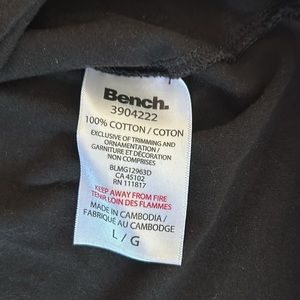 Bench.
3904222
100% COTTON / COTON
EXCLUSIVE OF TRIMMING AND
ORNAMENTATION /
GARNITURE ET DÉCORATION
NON COMPRISES
BLMG12963D
CA 45102
RN 111817
KEEP AWAY FROM FIRE
TENIR LOIN DES FLAMMES
MADE IN CAMBODIA /
FABRIQUÉ AU CAMBODGE
L / G